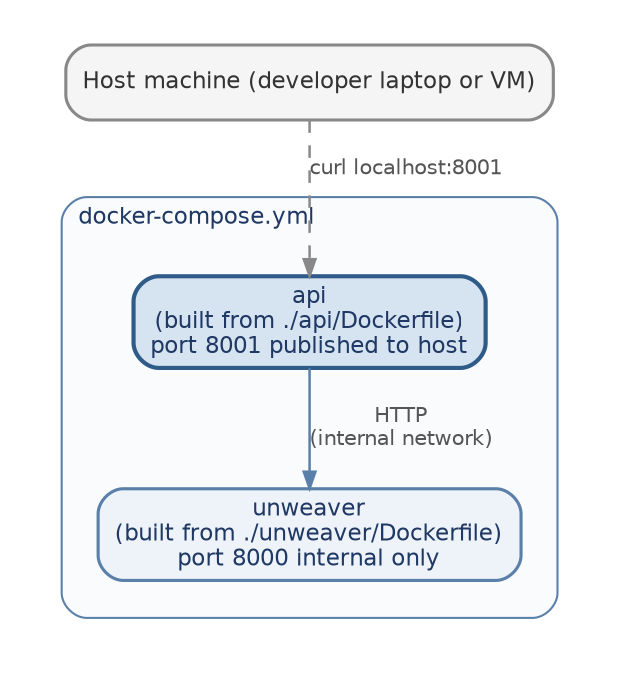 Host machine (developer laptop or VM)
curl localhost:8001
docker-compose.yml
api
(built from ./api/Dockerfile)
port 8001 published to host
HTTP
(internal network)
unweaver
(built from ./unweaver/Dockerfile)
port 8000 internal only